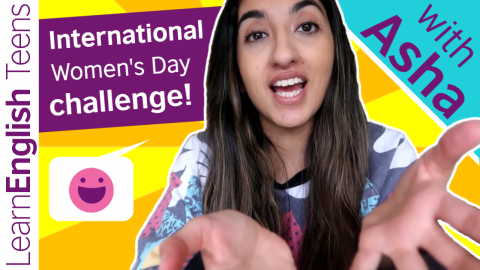 LearnEnglish Teens
International
Women's Day
challenge!
with
Asha